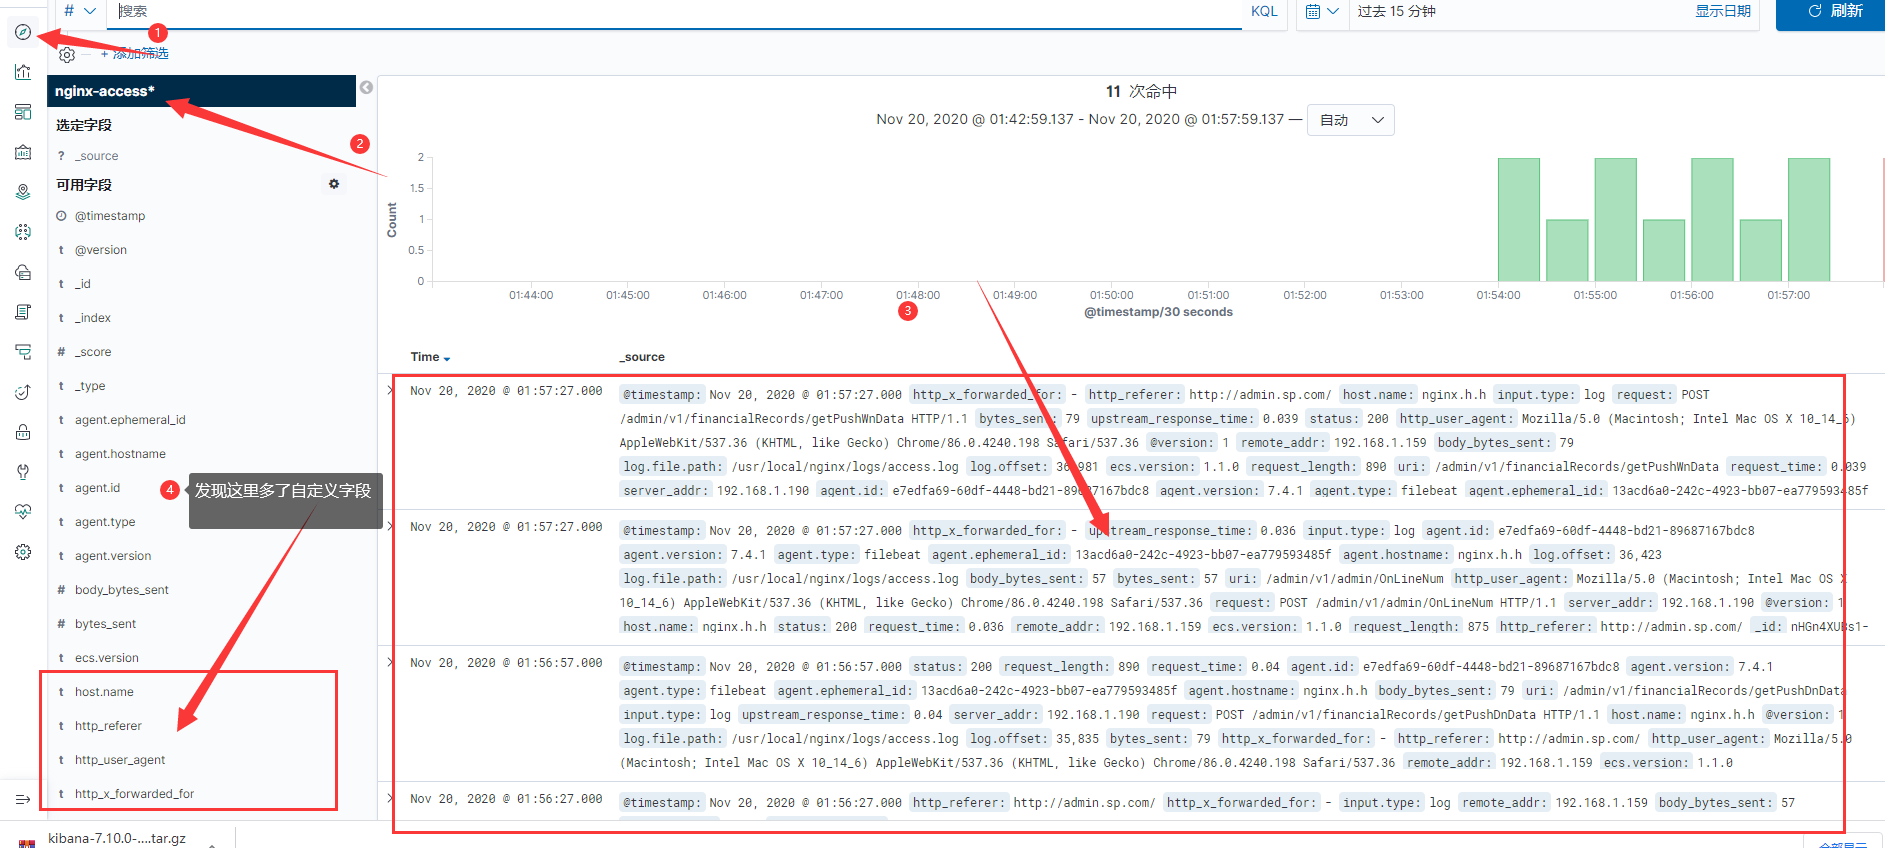 # 搜索 KQL 过去 15 分钟 显示日期 刷新
1
+ 添加筛选
nginx-access*
11 次命中
选定字段
Nov 20, 2020 @ 01:42:59.137 - Nov 20, 2020 @ 01:57:59.137 — 自动
2
? _source
可用字段
@timestamp
t @version
t _id
t _index
# _score
t _type
t agent.ephemeral_id
t agent.hostname
t agent.id
4 发现这里多了自定义字段
t agent.type
t agent.version
# body_bytes_sent
# bytes_sent
t ecs.version
t host.name
t http_referer
t http_user_agent
t http_x_forwarded_for
Count
2
1.5
1
0.5
0
01:44:00 01:45:00 01:46:00 01:47:00 01:48:00 01:49:00 01:50:00 01:51:00 01:52:00 01:53:00 01:54:00 01:55:00 01:56:00 01:57:00
3
@timestamp/30 seconds
Time _source
Nov 20, 2020 @ 01:57:27.000 @timestamp: Nov 20, 2020 @ 01:57:27.000 http_x_forwarded_for: - http_referer: http://admin.sp.com/ host.name: nginx.h.h input.type: log request: POST
/admin/v1/financialRecords/getPushWnData HTTP/1.1 bytes_sent: 79 upstream_response_time: 0.039 status: 200 http_user_agent: Mozilla/5.0 (Macintosh; Intel Mac OS X 10_14_6)
AppleWebKit/537.36 (KHTML, like Gecko) Chrome/86.0.4240.198 Safari/537.36 @version: 1 remote_addr: 192.168.1.159 body_bytes_sent: 79
log.file.path: /usr/local/nginx/logs/access.log log.offset: ecs.version: 1.1.0 request_length: 890 uri: /admin/v1/financialRecords/getPushWnData request_time: 0.039
server_addr: 192.168.1.190 agent.id: e7edfa69-60df-4448-bd21-89687167bdc8 agent.version: 7.4.1 agent.type: filebeat agent.ephemeral_id: 13acd6a0-242c-4923-bb07-ea779593485f
Nov 20, 2020 @ 01:57:27.000 @timestamp: Nov 20, 2020 @ 01:57:27.000 http_x_forwarded_for: - upstream_response_time: 0.036 input.type: log agent.id: e7edfa69-60df-4448-bd21-89687167bdc8
agent.version: 7.4.1 agent.type: filebeat agent.ephemeral_id: 13acd6a0-242c-4923-bb07-ea779593485f agent.hostname: nginx.h.h log.offset: 36,423
log.file.path: /usr/local/nginx/logs/access.log body_bytes_sent: 57 bytes_sent: 57 uri: /admin/v1/admin/OnLineNum http_user_agent: Mozilla/5.0 (Macintosh; Intel Mac OS X
10_14_6) AppleWebKit/537.36 (KHTML, like Gecko) Chrome/86.0.4240.198 Safari/537.36 request: POST /admin/v1/admin/OnLineNum HTTP/1.1 server_addr: 192.168.1.190 @version: 1
host.name: nginx.h.h status: 200 request_time: 0.036 remote_addr: 192.168.1.159 ecs.version: 1.1.0 request_length: 875 http_referer: http://admin.sp.com/ _id: nHGn4XUBs1-
Nov 20, 2020 @ 01:56:57.000 @timestamp: Nov 20, 2020 @ 01:56:57.000 status: 200 request_length: 890 request_time: 0.04 agent.id: e7edfa69-60df-4448-bd21-89687167bdc8 agent.version: 7.4.1
agent.type: filebeat agent.ephemeral_id: 13acd6a0-242c-4923-bb07-ea779593485f agent.hostname: nginx.h.h body_bytes_sent: 79 uri: /admin/v1/financialRecords/getPushDnData
input.type: log upstream_response_time: 0.04 server_addr: 192.168.1.190 request: POST /admin/v1/financialRecords/getPushDnData HTTP/1.1 host.name: nginx.h.h @version: 1
log.file.path: /usr/local/nginx/logs/access.log log.offset: 35,835 bytes_sent: 79 http_x_forwarded_for: - http_referer: http://admin.sp.com/ http_user_agent: Mozilla/5.0
(Macintosh; Intel Mac OS X 10_14_6) AppleWebKit/537.36 (KHTML, like Gecko) Chrome/86.0.4240.198 Safari/537.36 remote_addr: 192.168.1.159 ecs.version: 1.1.0
Nov 20, 2020 @ 01:56:27.000 @timestamp: Nov 20, 2020 @ 01:56:27.000 http_referer: http://admin.sp.com/ http_x_forwarded_for: - input.type: log remote_addr: 192.168.1.159 body_bytes_sent: 57
kibana-7.10.0-....tar.gz
全部显示